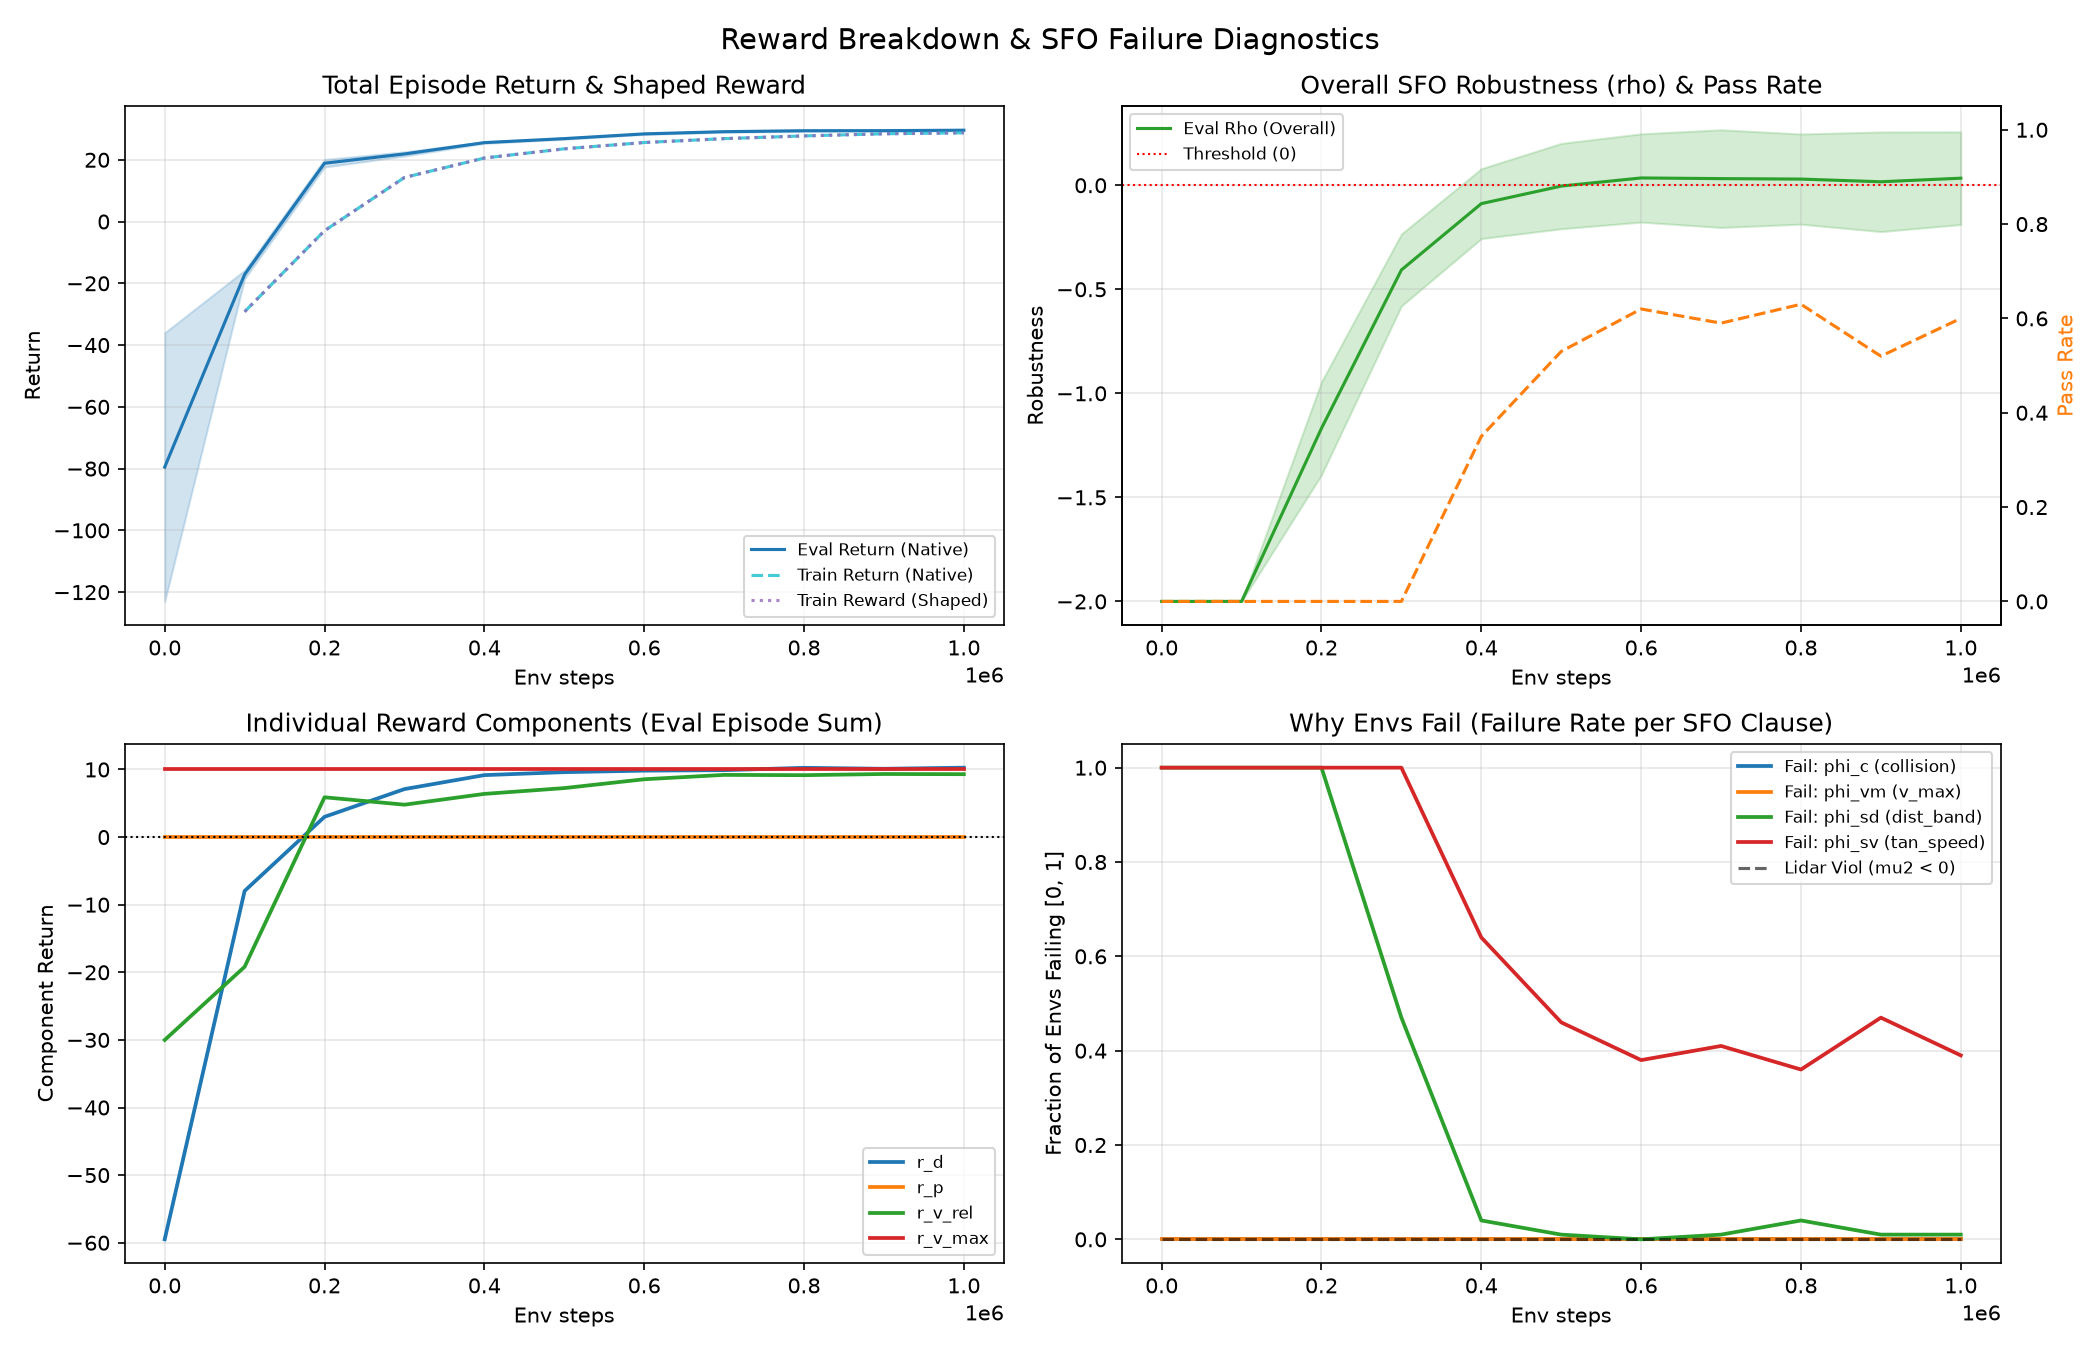 Reward Breakdown & SFO Failure Diagnostics
Total Episode Return & Shaped Reward
20
0
−20
−40
−60
−80
−100
−120
Return
0.0 0.2 0.4 0.6 0.8 1.0
1e6
Env steps
Eval Return (Native)
Train Return (Native)
Train Reward (Shaped)
Overall SFO Robustness (rho) & Pass Rate
Eval Rho (Overall)
Threshold (0)
0.0
−0.5
−1.0
−1.5
−2.0
Robustness
1.0
0.8
0.6
0.4
0.2
0.0
Pass Rate
0.0 0.2 0.4 0.6 0.8 1.0
1e6
Env steps
Individual Reward Components (Eval Episode Sum)
10
0
−10
−20
−30
−40
−50
−60
Component Return
r_d
r_p
r_v_rel
r_v_max
0.0 0.2 0.4 0.6 0.8 1.0
1e6
Env steps
Why Envs Fail (Failure Rate per SFO Clause)
Fail: phi_c (collision)
Fail: phi_vm (v_max)
Fail: phi_sd (dist_band)
Fail: phi_sv (tan_speed)
Lidar Viol (mu2 < 0)
1.0
0.8
0.6
0.4
0.2
0.0
Fraction of Envs Failing [0, 1]
0.0 0.2 0.4 0.6 0.8 1.0
1e6
Env steps